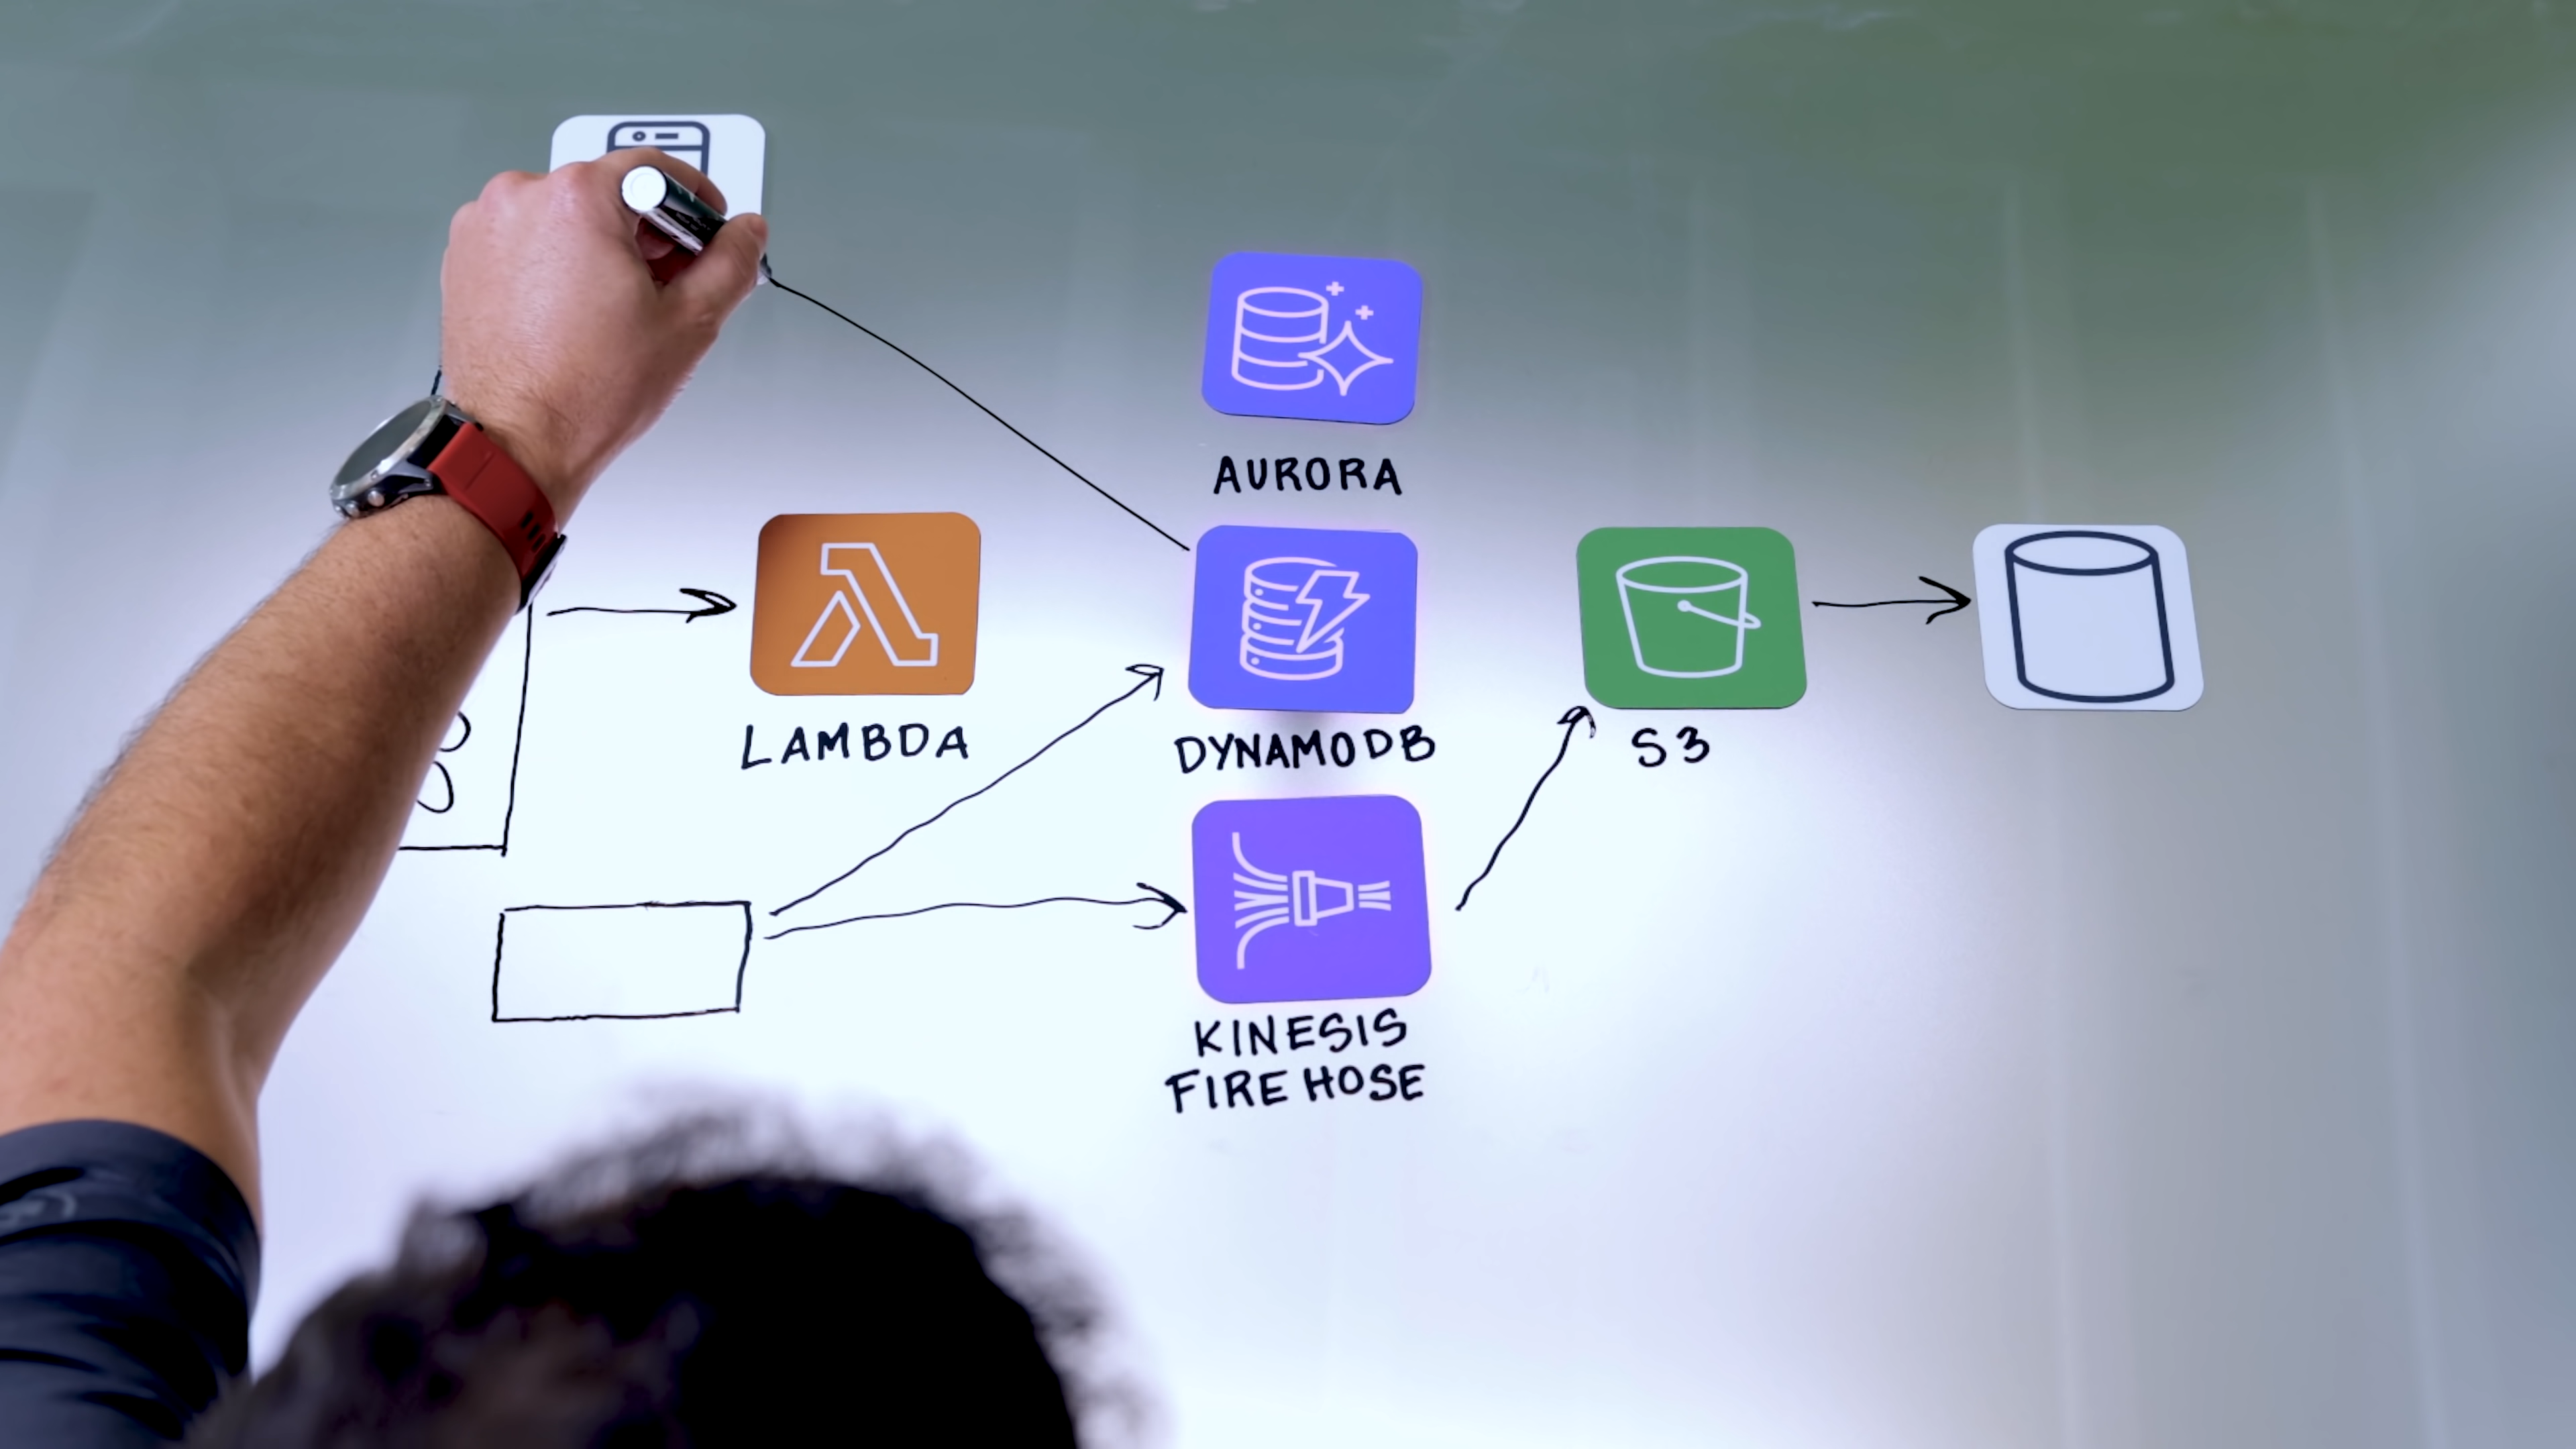 AURORA
LAMBDA
DYNAMODB
S3
KINESIS
FIRE HOSE